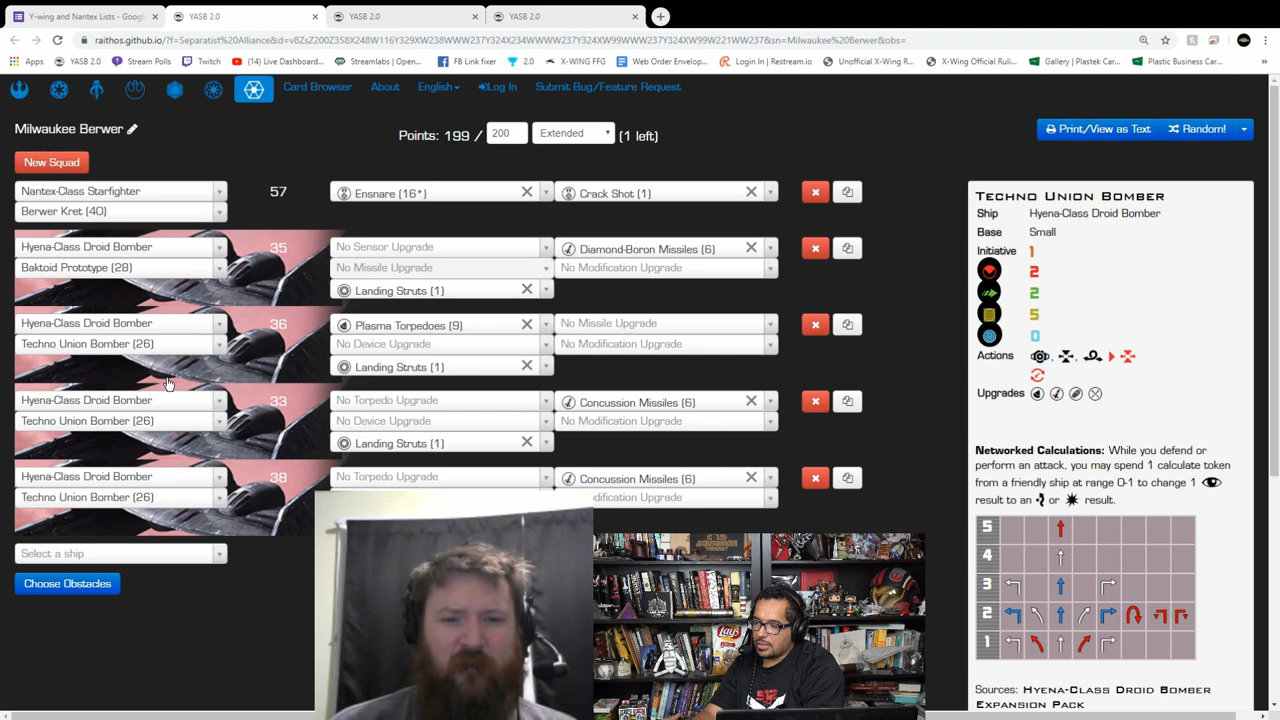 Y-wing and Nantex Lists - Googl
YASB 2.0
YASB 2.0
YASB 2.0
raithos.github.io/?f=Separatist%20Alliance&d=v8ZsZ200Z358X248W116Y329XW238WWW237Y324X234WWWW237Y324XW99WWW237Y324XW99W221WW237&sn=Milwaukee%20Berwer&obs=
Apps
YASB 2.0
Stream Polls
Twitch
(14) Live Dashboard...
Streamlabs | Open...
FB Link fixer
2.0
X-WING FFG
Web Order Envelop...
Log In | Restream.io
Unofficial X-Wing R...
X-Wing Official Ruli...
Gallery | Plastek Car...
Plastic Business Car...
Card Browser
About
English
Log In
Submit Bug/Feature Request
Milwaukee Berwer
Points: 199 / 200 Extended (1 left)
Print/View as Text
Random!
New Squad
Nantex-Class Starfighter
Berwer Kret (40)
57
Ensnare (16*)
Crack Shot (1)
Hyena-Class Droid Bomber
Baktoid Prototype (28)
35
No Sensor Upgrade
Diamond-Boron Missiles (6)
No Missile Upgrade
No Modification Upgrade
Landing Struts (1)
Hyena-Class Droid Bomber
Techno Union Bomber (26)
36
Plasma Torpedoes (9)
No Missile Upgrade
No Device Upgrade
No Modification Upgrade
Landing Struts (1)
Hyena-Class Droid Bomber
Techno Union Bomber (26)
33
No Torpedo Upgrade
Concussion Missiles (6)
No Device Upgrade
No Modification Upgrade
Landing Struts (1)
Hyena-Class Droid Bomber
Techno Union Bomber (26)
38
No Torpedo Upgrade
Concussion Missiles (6)
odification Upgrade
Select a ship
Choose Obstacles
Techno Union Bomber
Ship Hyena-Class Droid Bomber
Base Small
Initiative 1
2
2
5
0
Actions
Upgrades
Networked Calculations: While you defend or
perform an attack, you may spend 1 calculate token
from a friendly ship at range 0-1 to change 1
result to an or result.
5
4
3
2
1
Sources: Hyena-Class Droid Bomber
Expansion Pack
Lays